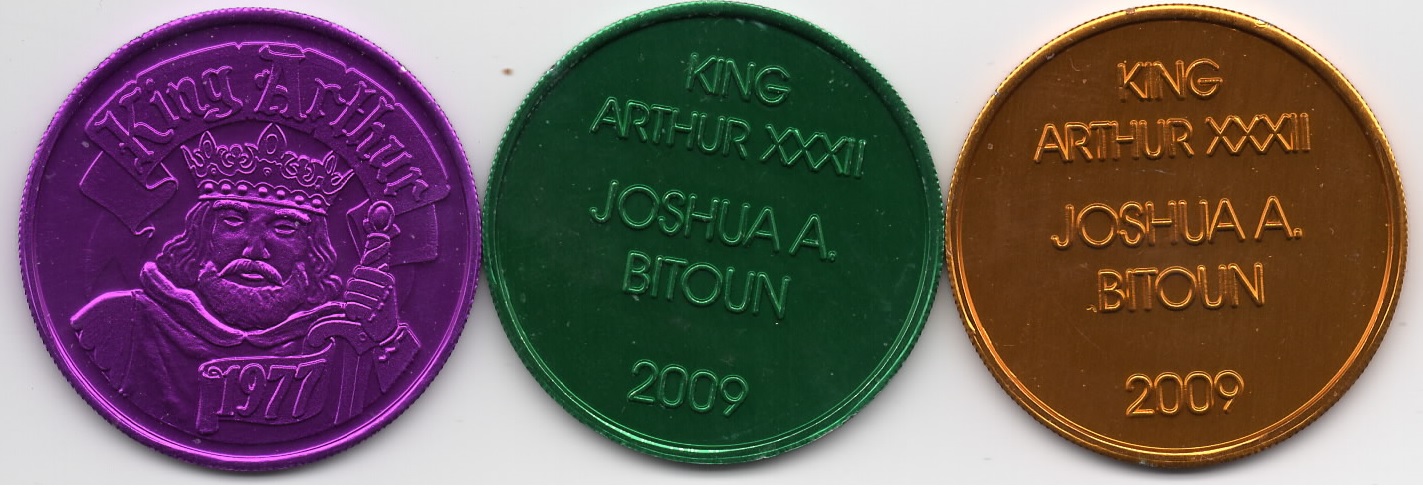 King Arthur
1977
KING
ARTHUR XXXII
JOSHUA A.
BITOUN
2009
KING
ARTHUR XXXII
JOSHUA A.
BITOUN
2009